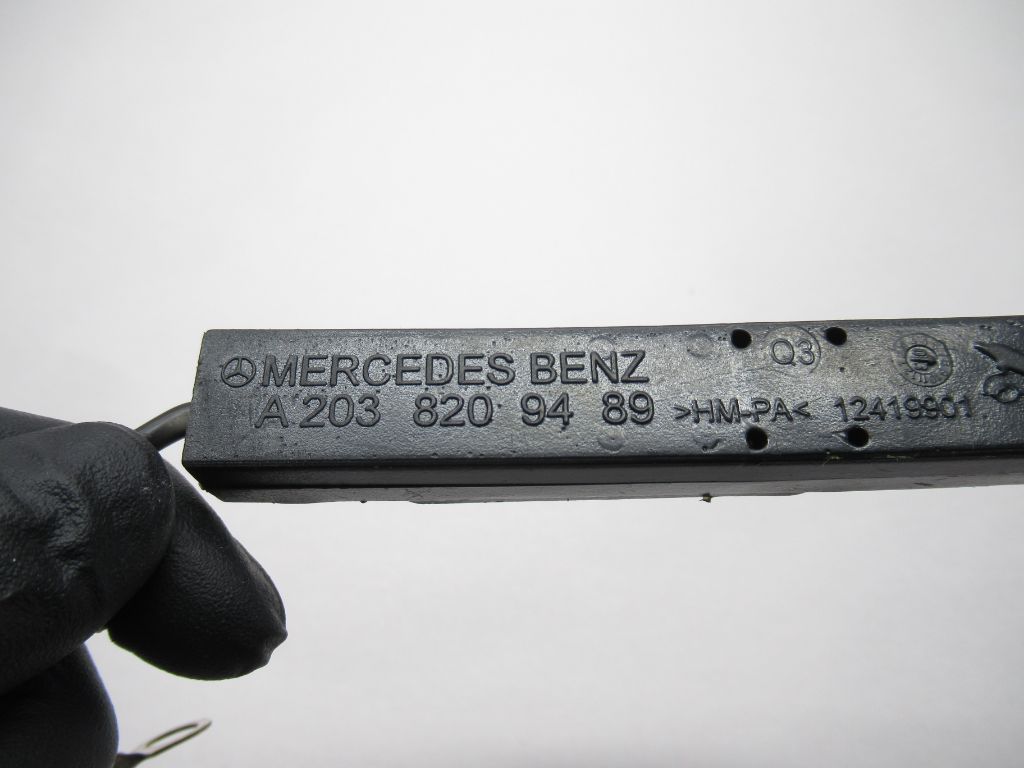 MERCEDES BENZ
A 203 820 94 89 >HM-PA< 12419901
Q3